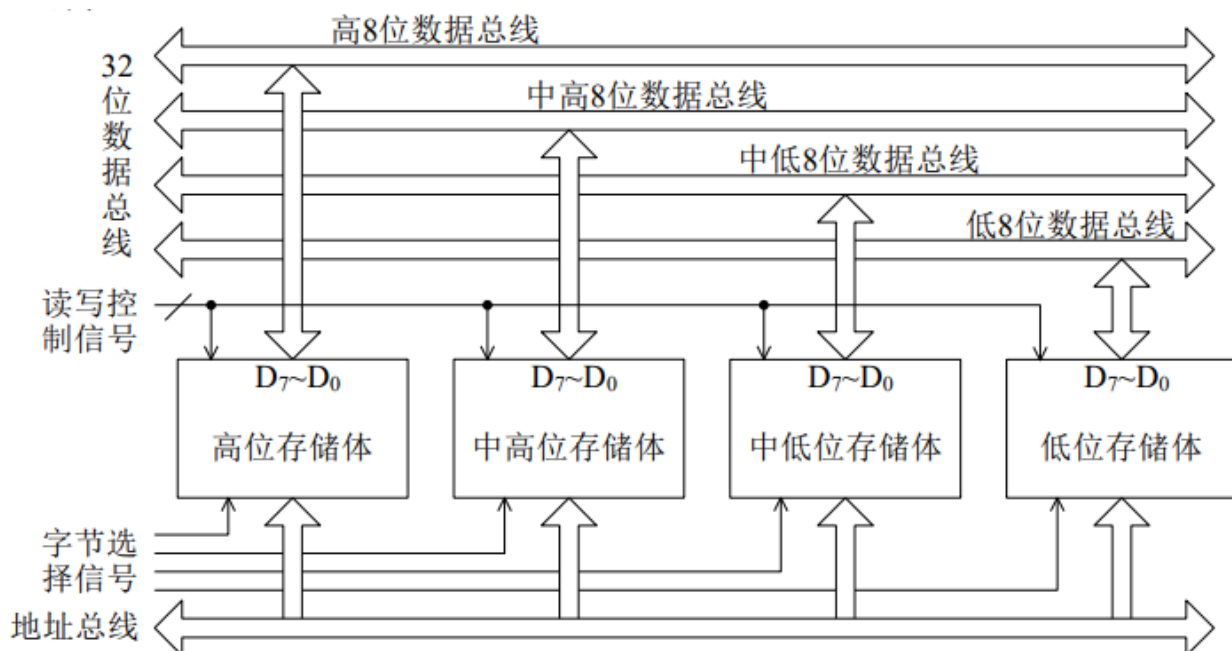 高8位数据总线
32位数据总线
中高8位数据总线
中低8位数据总线
低8位数据总线
读写控
制信号
D7~D0
D7~D0
D7~D0
D7~D0
高位存储体
中高位存储体
中低位存储体
低位存储体
字节选
择信号
地址总线